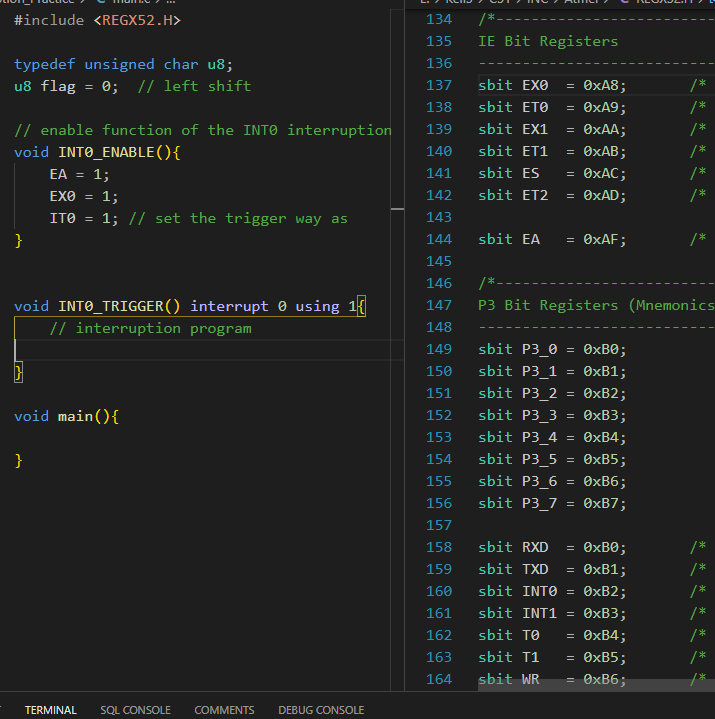 #include <REGX52.H>
typedef unsigned char u8;
u8 flag = 0;  // left shift
// enable function of the INT0 interruption
void INT0_ENABLE(){
    EA = 1;
    EX0 = 1;
    IT0 = 1; // set the trigger way as
}
void INT0_TRIGGER() interrupt 0 using 1{
    // interruption program
}
void main(){
}
134 /*-----------------------
135 IE Bit Registers
136 -------------------------
137 sbit EX0  = 0xA8;       /*
138 sbit ET0  = 0xA9;       /*
139 sbit EX1  = 0xAA;       /*
140 sbit ET1  = 0xAB;       /*
141 sbit ES   = 0xAC;       /*
142 sbit ET2  = 0xAD;       /*
143
144 sbit EA   = 0xAF;       /*
145
146 /*-----------------------
147 P3 Bit Registers (Mnemonics
148 -------------------------
149 sbit P3_0 = 0xB0;
150 sbit P3_1 = 0xB1;
151 sbit P3_2 = 0xB2;
152 sbit P3_3 = 0xB3;
153 sbit P3_4 = 0xB4;
155 sbit P3_5 = 0xB5;
156 sbit P3_6 = 0xB6;
156 sbit P3_7 = 0xB7;
157
158 sbit RXD  = 0xB0;       /*
159 sbit TXD  = 0xB1;       /*
160 sbit INT0 = 0xB2;       /*
161 sbit INT1 = 0xB3;       /*
162 sbit T0   = 0xB4;       /*
163 sbit T1   = 0xB5;       /*
164 sbit WR   = 0xB6;       /*
TERMINAL SQL CONSOLE COMMENTS DEBUG CONSOLE